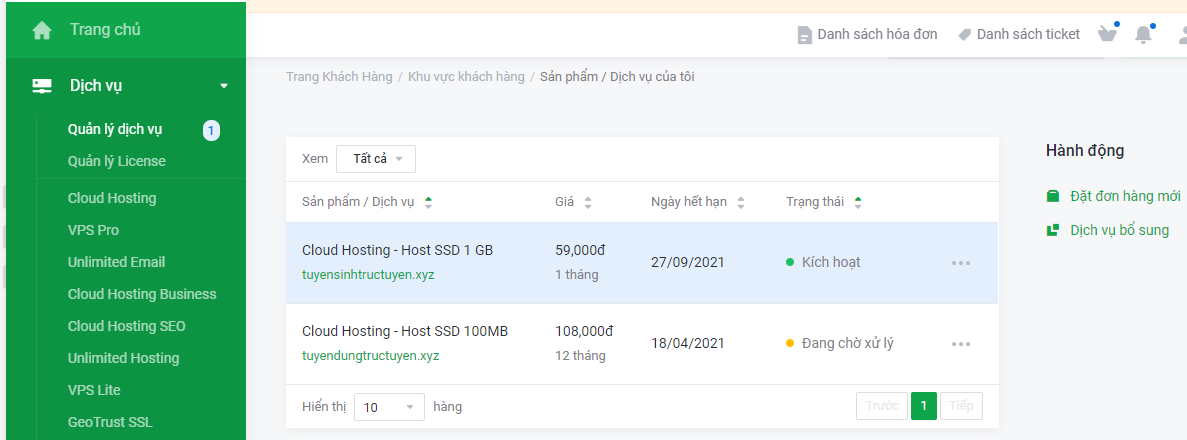 Trang chủ
Dịch vụ
Quản lý dịch vụ 1
Quản lý License
Cloud Hosting
VPS Pro
Unlimited Email
Cloud Hosting Business
Cloud Hosting SEO
Unlimited Hosting
VPS Lite
GeoTrust SSL
Danh sách hóa đơn Danh sách ticket
Trang Khách Hàng / Khu vực khách hàng / Sản phẩm / Dịch vụ của tôi
Xem Tất cả
Sản phẩm / Dịch vụ Giá Ngày hết hạn Trạng thái
Cloud Hosting - Host SSD 1 GB 59,000đ 27/09/2021 Kích hoạt
tuyensinhtructuyen.xyz 1 tháng
Cloud Hosting - Host SSD 100MB 108,000đ 18/04/2021 Đang chờ xử lý
tuyendungtructuyen.xyz 12 tháng
Hiển thị 10 hàng Trước 1 Tiếp
Hành động
Đặt đơn hàng mới
Dịch vụ bổ sung